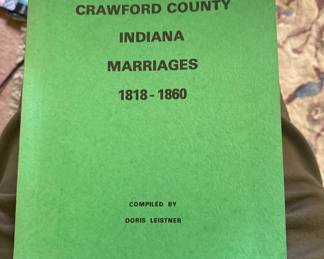 CRAWFORD COUNTY
INDIANA
MARRIAGES
1818 - 1860
COMPILED BY
DORIS LEISTNER